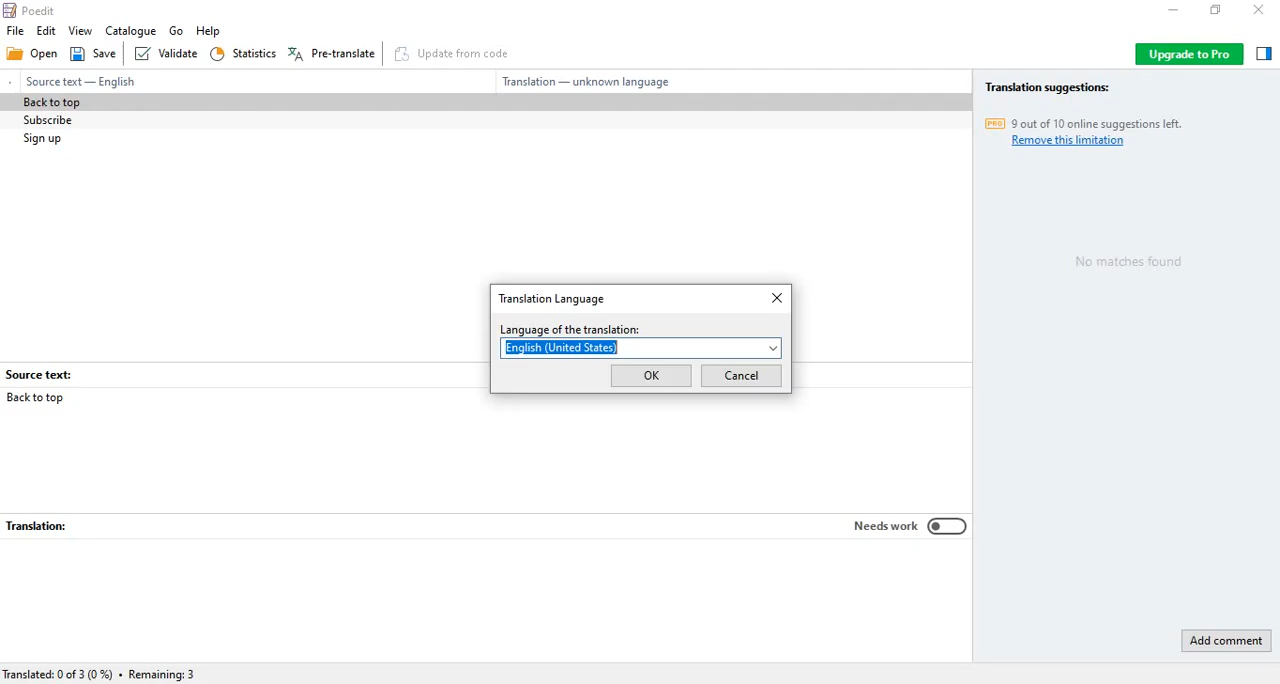 Poedit
File Edit View Catalogue Go Help
Open Save Validate Statistics Pre-translate Update from code Upgrade to Pro
Source text — English Translation — unknown language
Back to top
Subscribe
Sign up
Translation suggestions:
PRO 9 out of 10 online suggestions left.
Remove this limitation
No matches found
Translation Language
Language of the translation:
English (United States)
OK Cancel
Source text:
Back to top
Translation: Needs work
Add comment
Translated: 0 of 3 (0 %) • Remaining: 3